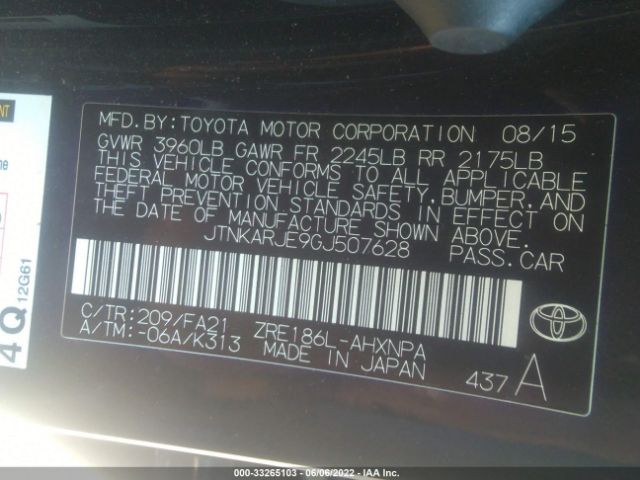 MFD. BY: TOYOTA MOTOR CORPORATION 08/15
GVWR 3960LB GAWR FR 2245LB RR 2175LB
THIS VEHICLE CONFORMS TO ALL APPLICABLE
FEDERAL MOTOR VEHICLE SAFETY, BUMPER, AND
THEFT PREVENTION STANDARDS IN EFFECT ON
THE DATE OF MANUFACTURE SHOWN ABOVE.
JTNKARJE9GJ507628 PASS. CAR
C/TR: 209/FA21 ZRE186L-AHXNPA
A/TM: -06A/K313 MADE IN JAPAN
437 A
4Q 12G61
000-33265103 - 06/06/2022 - IAA Inc.